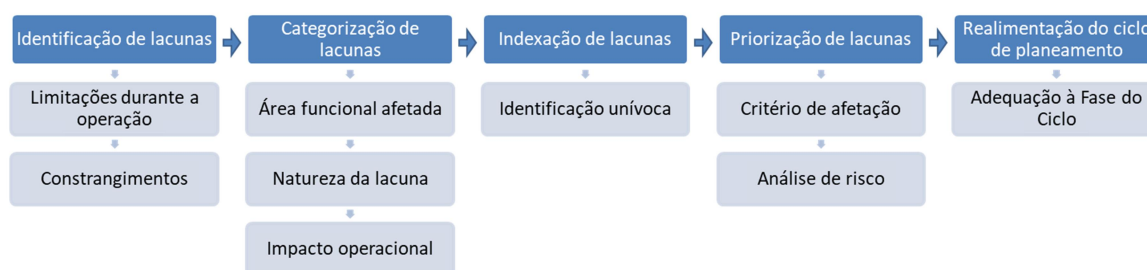 Identificação de lacunas
Limitações durante a
operação
Constrangimentos
Categorização de
lacunas
Área funcional afetada
Natureza da lacuna
Impacto operacional
Indexação de lacunas
Identificação unívoca
Priorização de lacunas
Critério de afetação
Análise de risco
Realimentação do ciclo
de planeamento
Adequação à Fase do
Ciclo